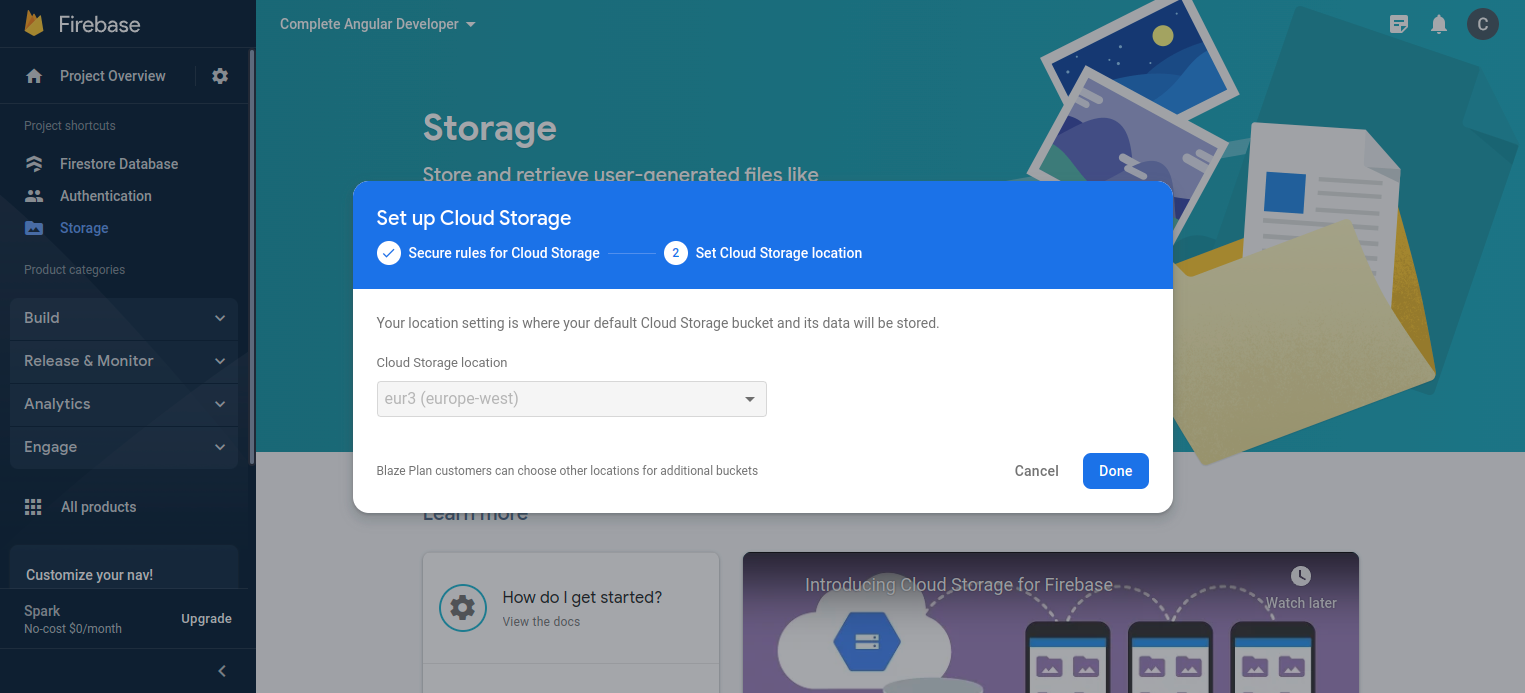 Firebase
Complete Angular Developer
C
Project Overview
Project shortcuts
Firestore Database
Authentication
Storage
Product categories
Build
Release & Monitor
Analytics
Engage
All products
Customize your nav!
Spark
No-cost $0/month
Upgrade
Storage
Store and retrieve user-generated files like
Set up Cloud Storage
Secure rules for Cloud Storage
2 Set Cloud Storage location
Your location setting is where your default Cloud Storage bucket and its data will be stored.
Cloud Storage location
eur3 (europe-west)
Blaze Plan customers can choose other locations for additional buckets
Cancel
Done
Learn more
How do I get started?
View the docs
Introducing Cloud Storage for Firebase
Watch later